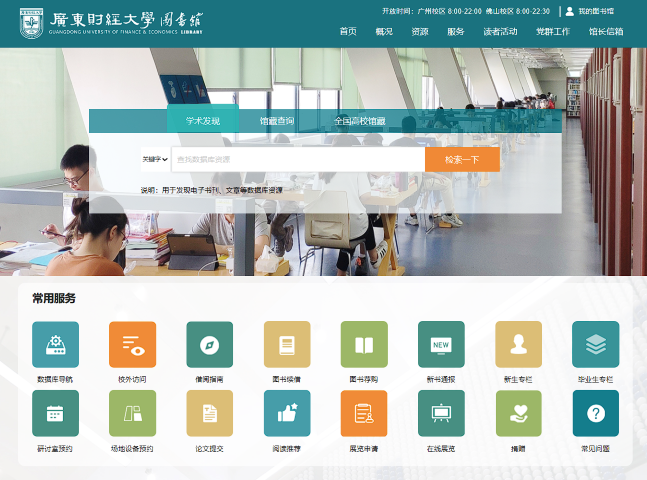 廣東財經大學 图書館
GUANGDONG UNIVERSITY OF FINANCE & ECONOMICS LIBRARY
开放时间：广州校区 8:00-22:00 佛山校区 8:00-22:30 我的图书馆
首页 概况 资源 服务 读者活动 党群工作 馆长信箱
学术发现 馆藏查询 全国高校馆藏
关键字 查找数据库资源 检索一下
说明：用于发现电子书刊、文章等数据库资源
常用服务
NEW
数据库导航 校外访问 借阅指南 图书续借 图书荐购 新书通报 新生专栏 毕业生专栏
研讨室预约 场地设备预约 论文提交 阅读推荐 展览申请 在线展览 捐赠 常见问题